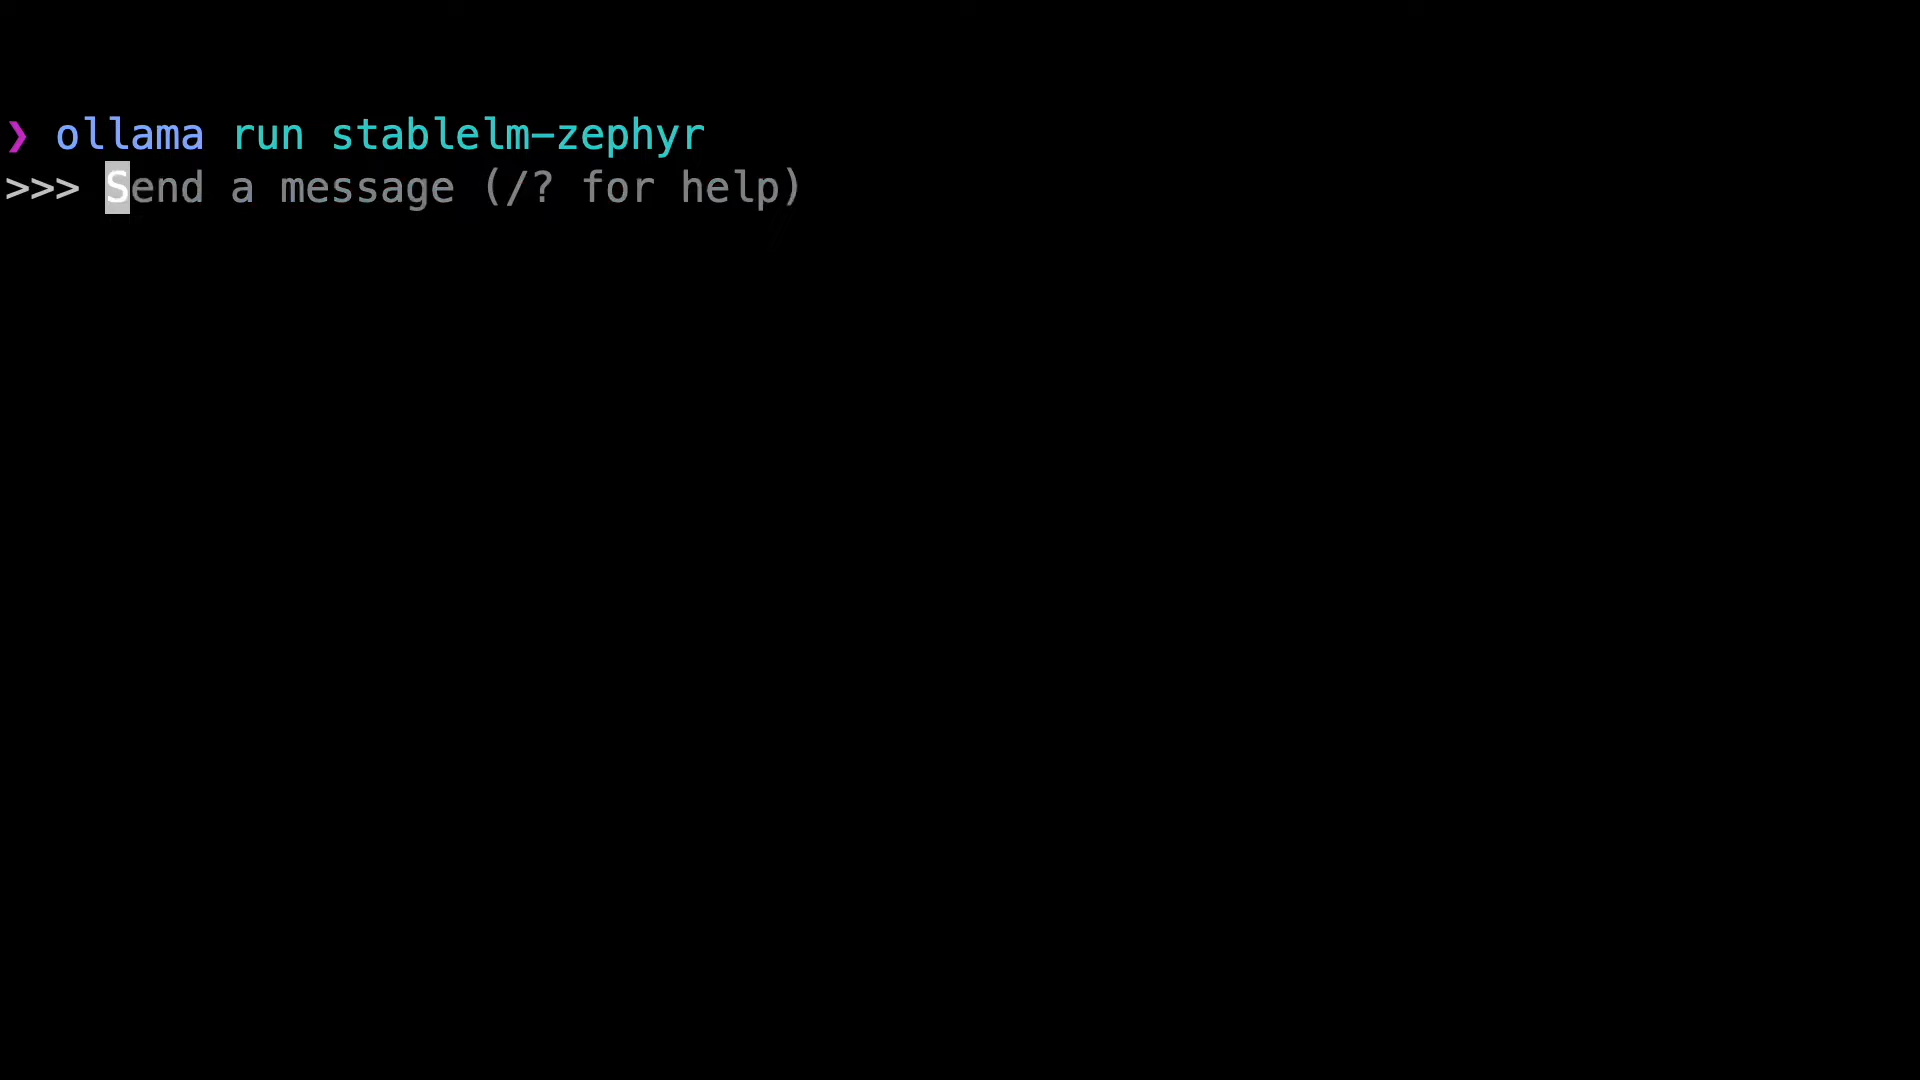 ❯ ollama run stablelm-zephyr
>>> Send a message (/? for help)